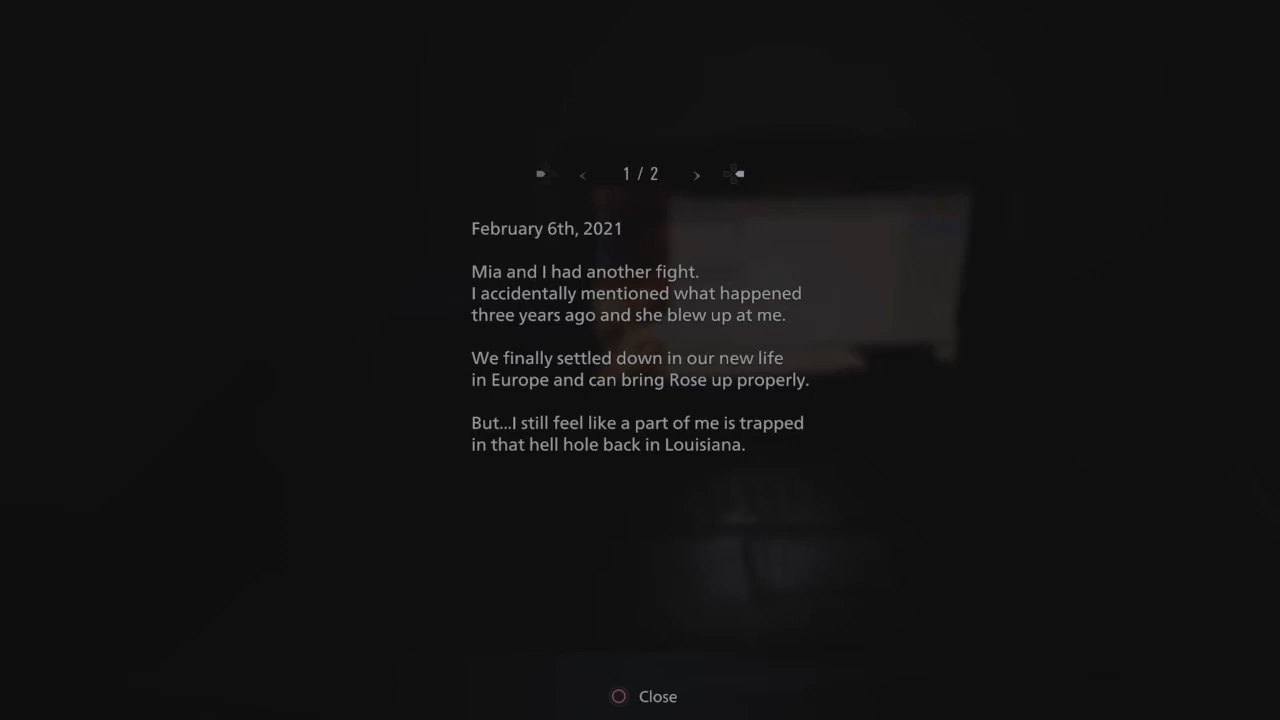 1 / 2
February 6th, 2021
Mia and I had another fight.
I accidentally mentioned what happened
three years ago and she blew up at me.
We finally settled down in our new life
in Europe and can bring Rose up properly.
But...I still feel like a part of me is trapped
in that hell hole back in Louisiana.
Close